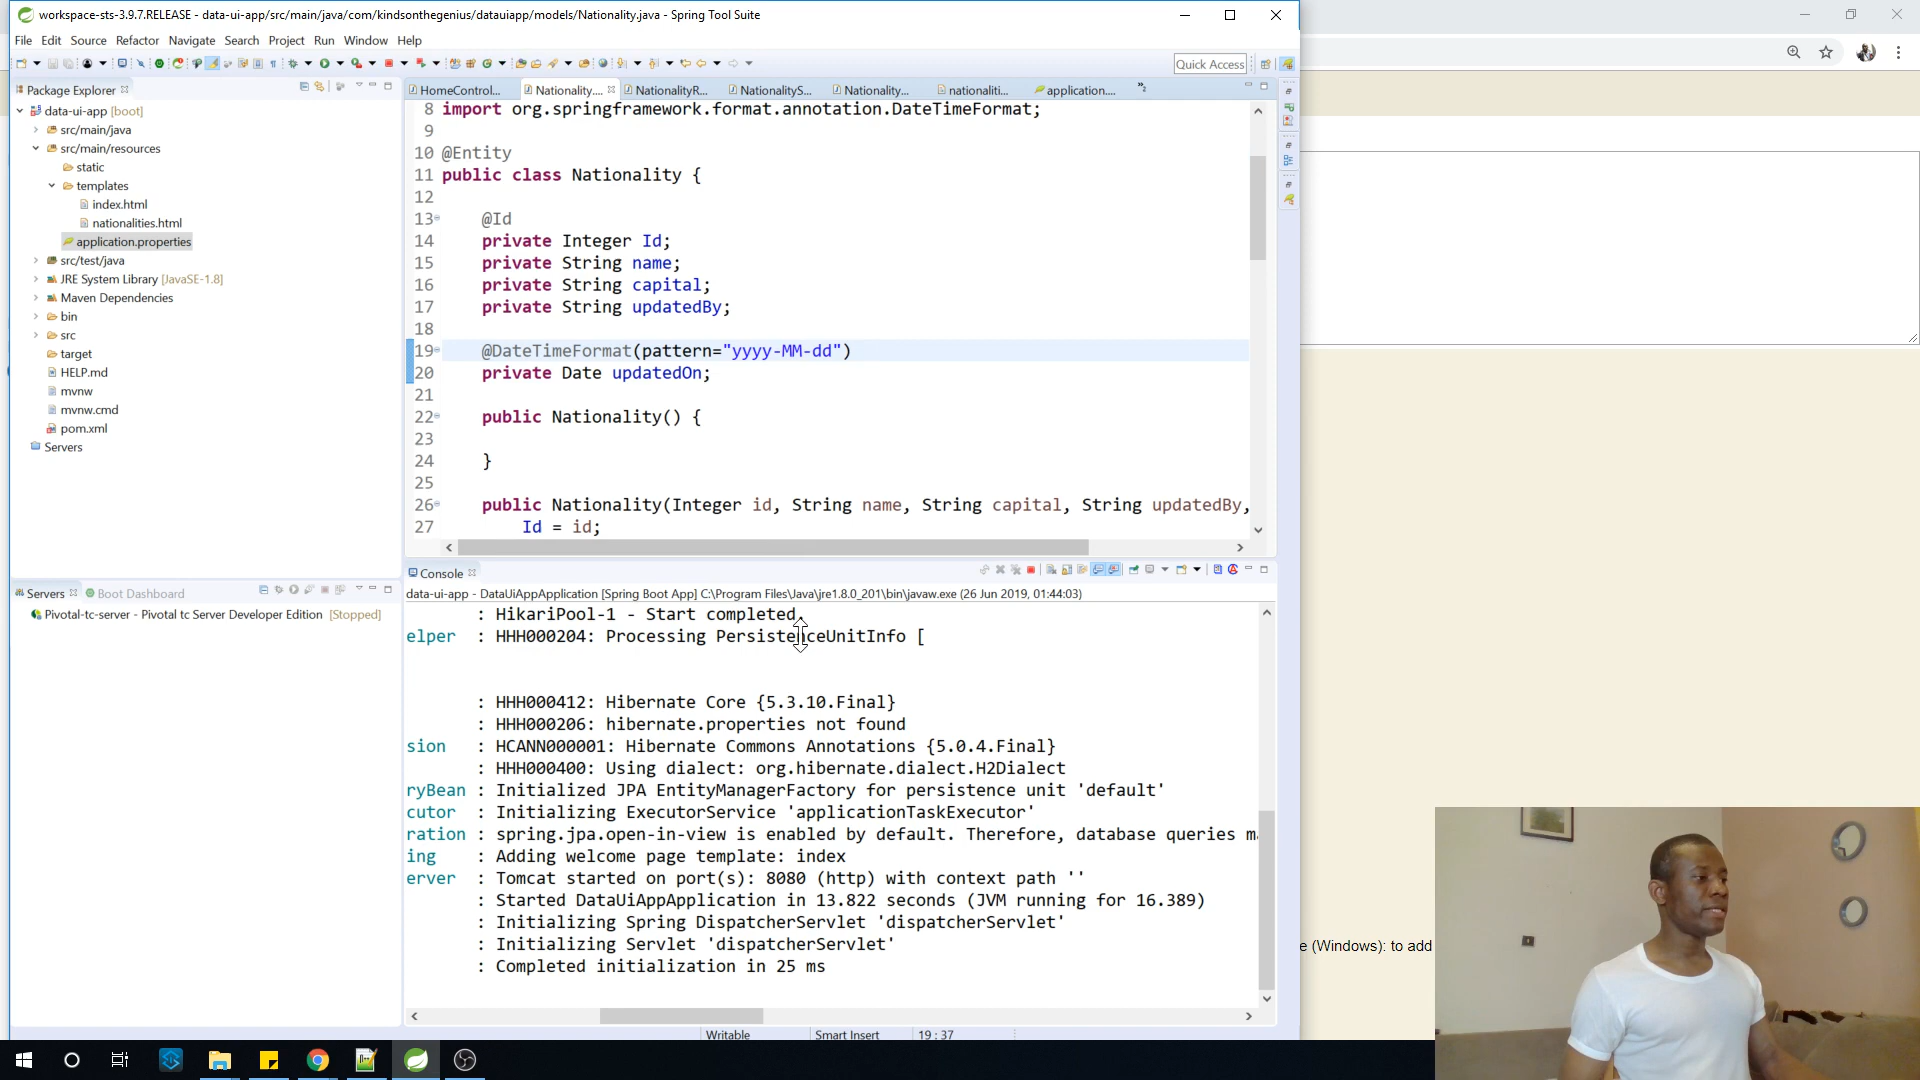 workspace-sts-3.9.7.RELEASE - data-ui-app/src/main/java/com/kindsonthegenius/datauiapp/models/Nationality.java - Spring Tool Suite
File Edit Source Refactor Navigate Search Project Run Window Help
Quick Access
Package Explorer
data-ui-app [boot]
src/main/java
src/main/resources
static
templates
index.html
nationalities.html
application.properties
src/test/java
JRE System Library [JavaSE-1.8]
Maven Dependencies
bin
src
target
HELP.md
mvnw
mvnw.cmd
pom.xml
Servers
HomeControl... Nationality.... NationalityR... NationalityS... Nationality... nationaliti... application....
8 import org.springframework.format.annotation.DateTimeFormat;
9
10 @Entity
11 public class Nationality {
12
13 @Id
14 private Integer Id;
15 private String name;
16 private String capital;
17 private String updatedBy;
18
19 @DateTimeFormat(pattern="yyyy-MM-dd")
20 private Date updatedOn;
21
22 public Nationality() {
23
24 }
25
26 public Nationality(Integer id, String name, String capital, String updatedBy,
27 Id = id;
Servers Boot Dashboard
Pivotal-tc-server - Pivotal tc Server Developer Edition [Stopped]
Console
data-ui-app - DataUiAppApplication [Spring Boot App] C:\Program Files\Java\jre1.8.0_201\bin\javaw.exe (26 Jun 2019, 01:44:03)
: HikariPool-1 - Start completed.
elper : HHH000204: Processing PersistenceUnitInfo [
: HHH000412: Hibernate Core {5.3.10.Final}
: HHH000206: hibernate.properties not found
sion : HCANN000001: Hibernate Commons Annotations {5.0.4.Final}
: HHH000400: Using dialect: org.hibernate.dialect.H2Dialect
ryBean : Initialized JPA EntityManagerFactory for persistence unit 'default'
cutor : Initializing ExecutorService 'applicationTaskExecutor'
ration : spring.jpa.open-in-view is enabled by default. Therefore, database queries m
ing : Adding welcome page template: index
erver : Tomcat started on port(s): 8080 (http) with context path ''
: Started DataUiAppApplication in 13.822 seconds (JVM running for 16.389)
: Initializing Spring DispatcherServlet 'dispatcherServlet'
: Initializing Servlet 'dispatcherServlet'
: Completed initialization in 25 ms
Writable Smart Insert 19 : 37
e (Windows): to add